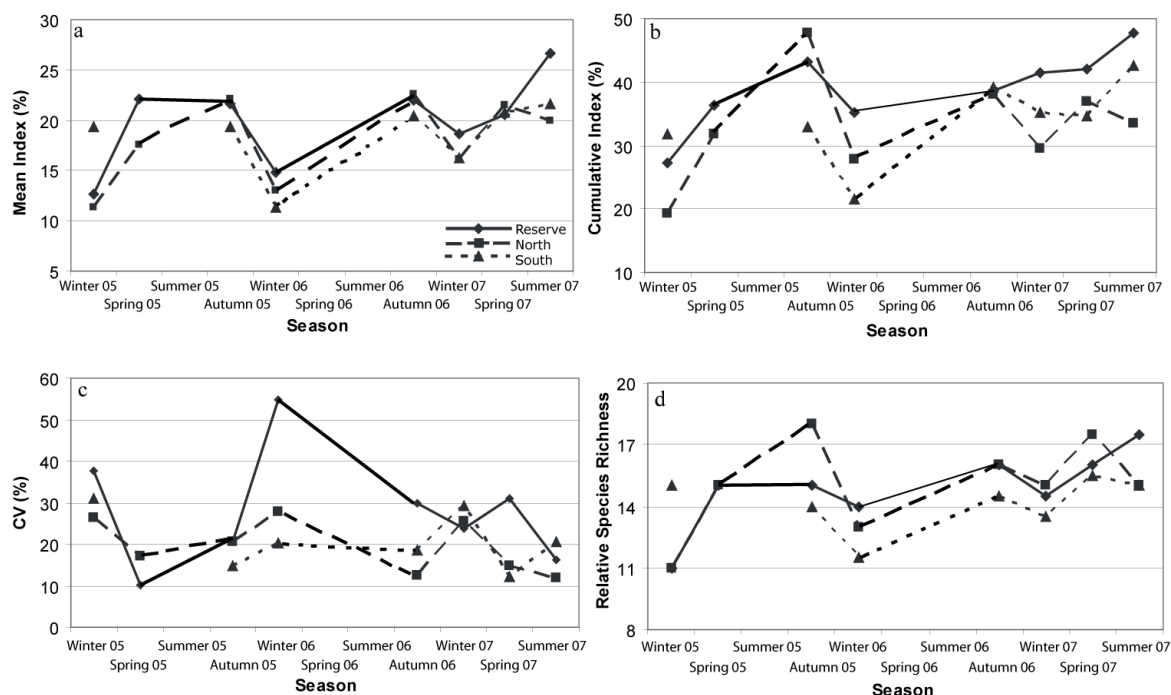 a
30
25
20
15
10
5
Mean Index (%)
Reserve
North
South
Winter 05 Summer 05 Winter 06 Summer 06 Winter 07 Summer 07
Spring 05 Autumn 05 Spring 06 Autumn 06 Spring 07
Season
b
50
40
30
20
10
Cumulative Index (%)
Winter 05 Summer 05 Winter 06 Summer 06 Winter 07 Summer 07
Spring 05 Autumn 05 Spring 06 Autumn 06 Spring 07
Season
c
60
50
40
30
20
10
0
CV (%)
Winter 05 Summer 05 Winter 06 Summer 06 Winter 07 Summer 07
Spring 05 Autumn 05 Spring 06 Autumn 06 Spring 07
Season
d
20
17
14
11
8
Relative Species Richness
Winter 05 Summer 05 Winter 06 Summer 06 Winter 07 Summer 07
Spring 05 Autumn 05 Spring 06 Autumn 06 Spring 07
Season